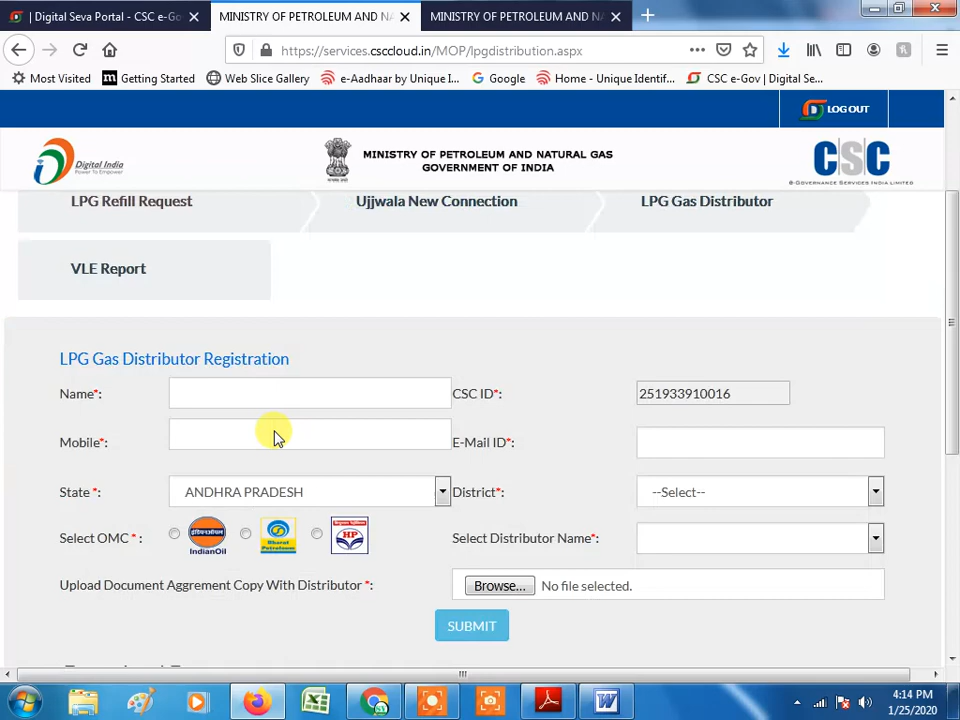 | Digital Seva Portal - CSC e-Go
MINISTRY OF PETROLEUM AND NA
MINISTRY OF PETROLEUM AND NA
https://services.csccloud.in/MOP/lpgdistribution.aspx
Most Visited
Getting Started
Web Slice Gallery
e-Aadhaar by Unique I...
Google
Home - Unique Identif...
CSC e-Gov | Digital Se...
LOG OUT
Digital India
Power To Empower
MINISTRY OF PETROLEUM AND NATURAL GAS
GOVERNMENT OF INDIA
CSC
E-GOVERNANCE SERVICES INDIA LIMITED
LPG Refill Request
Ujjwala New Connection
LPG Gas Distributor
VLE Report
LPG Gas Distributor Registration
Name*:
CSC ID*:
251933910016
Mobile*:
E-Mail ID*:
State *:
ANDHRA PRADESH
District*:
--Select--
Select OMC * :
इंडियनऑयल
IndianOil
Bharat Petroleum
HP
Select Distributor Name*:
Upload Document Aggrement Copy With Distributor *:
Browse...
No file selected.
SUBMIT
4:14 PM
1/25/2020